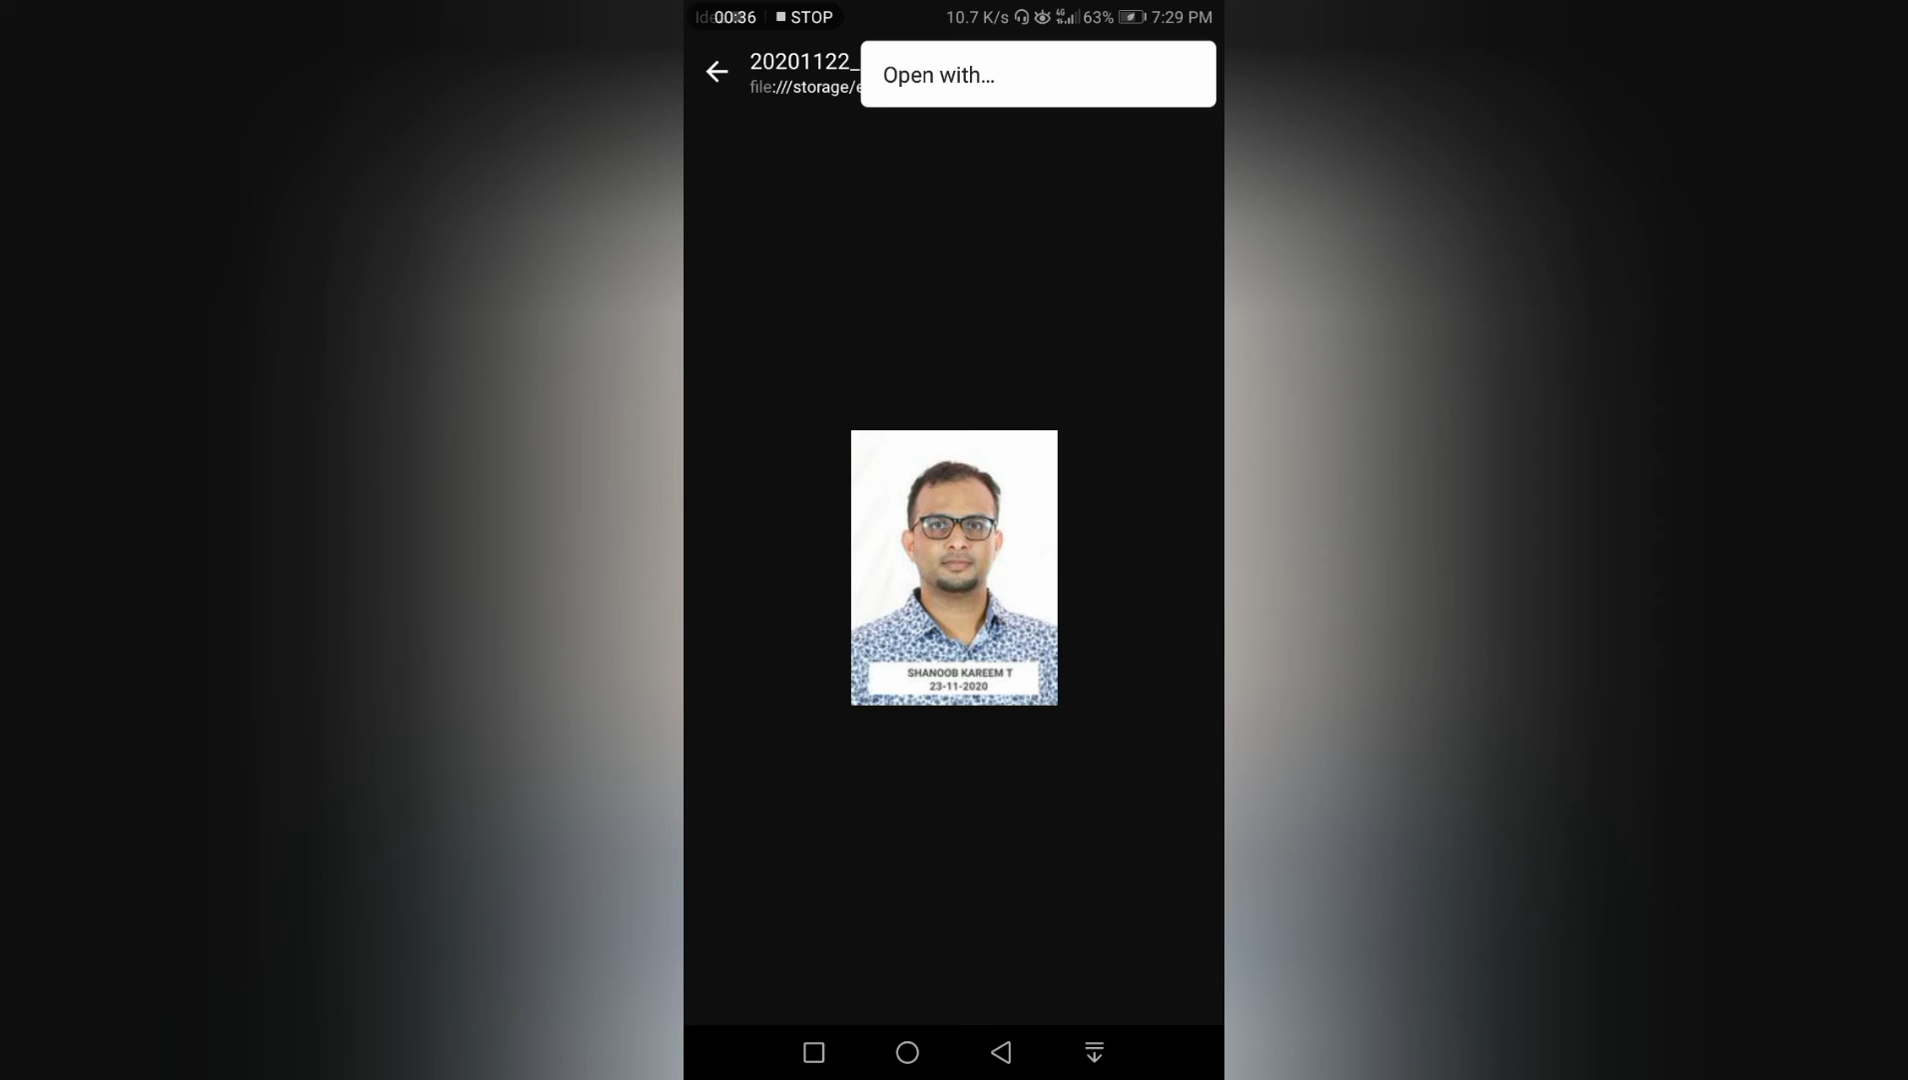 00:36 STOP 10.7 K/s 4G 63% 7:29 PM
20201122_
file:///storage/e
Open with...
SHANOOB KAREEM T
23-11-2020